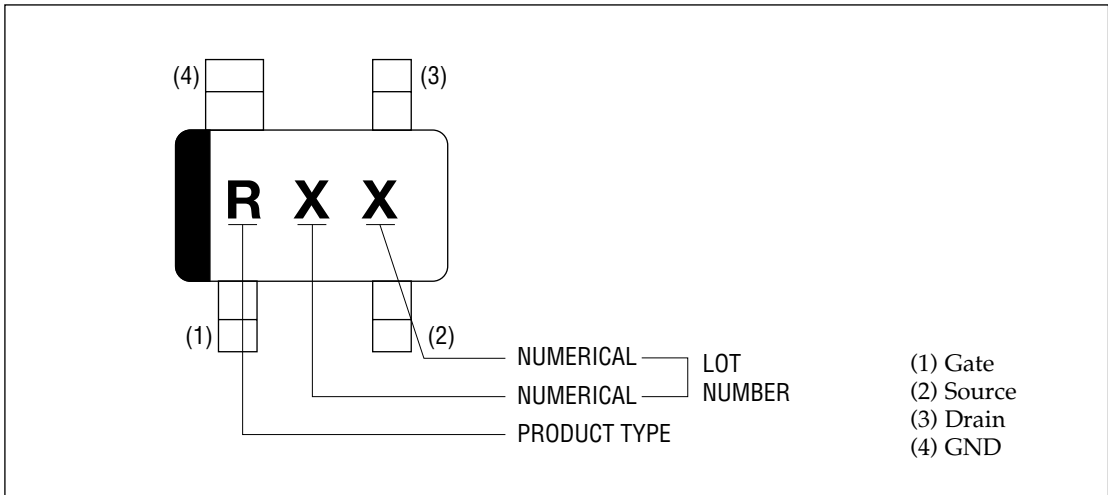 (4) (3)
R X X
(1) (2)
NUMERICAL
NUMERICAL
LOT
NUMBER
PRODUCT TYPE
(1) Gate
(2) Source
(3) Drain
(4) GND